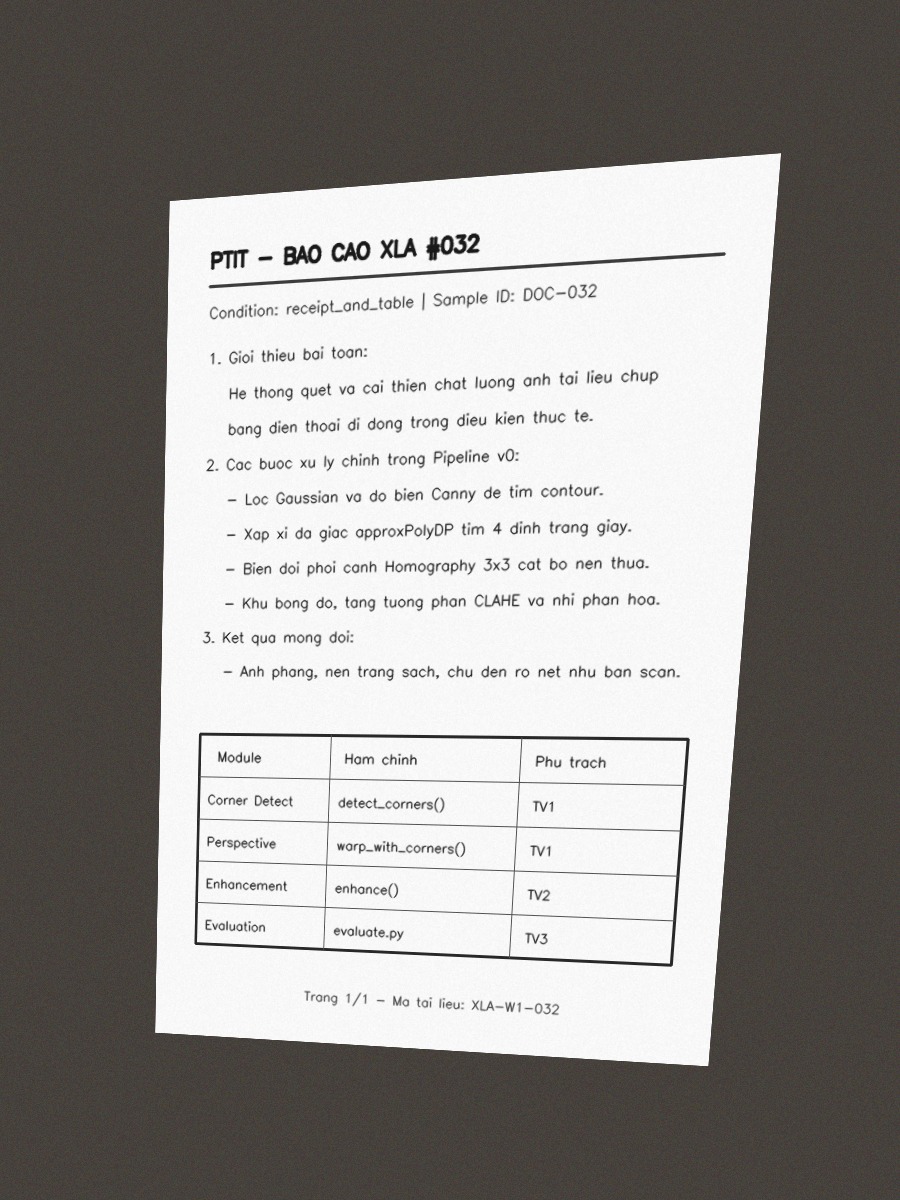 PTIT - BAO CAO XLA #032
Condition: receipt_and_table | Sample ID: DOC-032
1. Gioi thieu bai toan:
He thong quet va cai thien chat luong anh tai lieu chup
bang dien thoai di dong trong dieu kien thuc te.
2. Cac buoc xu ly chinh trong Pipeline v0:
- Loc Gaussian va do bien Canny de tim contour.
- Xap xi da giac approxPolyDP tim 4 dinh trang giay.
- Bien doi phoi canh Homography 3x3 cat bo nen thua.
- Khu bong do, tang tuong phan CLAHE va nhi phan hoa.
3. Ket qua mong doi:
- Anh phang, nen trang sach, chu den ro net nhu ban scan.
Module Ham chinh Phu trach
Corner Detect detect_corners() TV1
Perspective warp_with_corners() TV1
Enhancement enhance() TV2
Evaluation evaluate.py TV3
Trang 1/1 - Ma tai lieu: XLA-W1-032